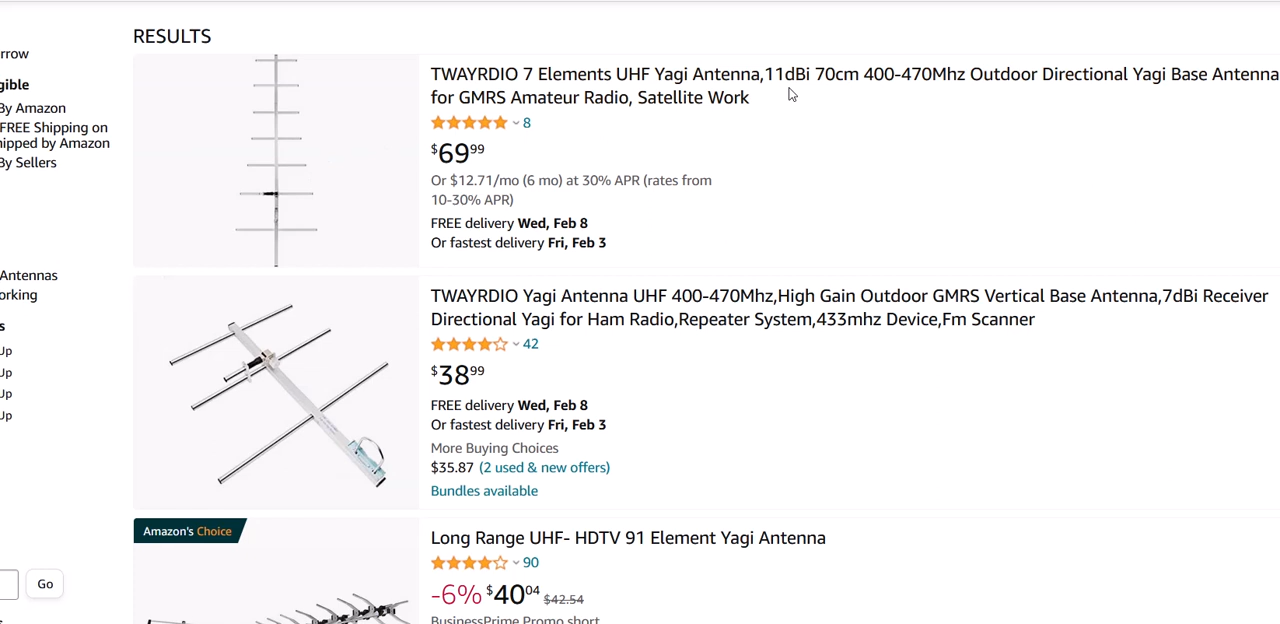 RESULTS
rrow
gible
By Amazon
FREE Shipping on
hipped by Amazon
By Sellers
Antennas
orking
s
Up
Up
Up
Up
Go
TWAYRDIO 7 Elements UHF Yagi Antenna,11dBi 70cm 400-470Mhz Outdoor Directional Yagi Base Antenna
for GMRS Amateur Radio, Satellite Work
8
$69.99
Or $12.71/mo (6 mo) at 30% APR (rates from
10-30% APR)
FREE delivery Wed, Feb 8
Or fastest delivery Fri, Feb 3
TWAYRDIO Yagi Antenna UHF 400-470Mhz,High Gain Outdoor GMRS Vertical Base Antenna,7dBi Receiver
Directional Yagi for Ham Radio,Repeater System,433mhz Device,Fm Scanner
42
$38.99
FREE delivery Wed, Feb 8
Or fastest delivery Fri, Feb 3
More Buying Choices
$35.87 (2 used & new offers)
Bundles available
Amazon's Choice
Long Range UHF- HDTV 91 Element Yagi Antenna
90
-6% $40.04 $42.54
BusinessPrime Promo short